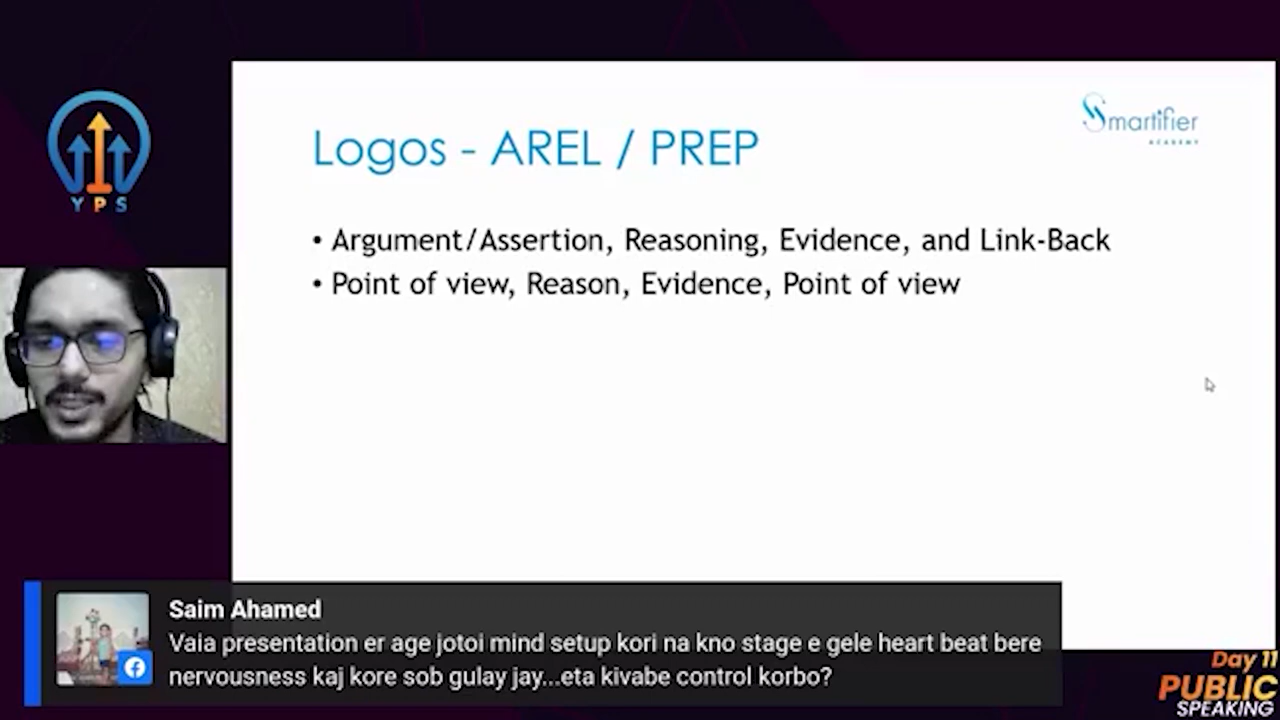 Smartifier
ACADEMY
Logos - AREL / PREP
• Argument/Assertion, Reasoning, Evidence, and Link-Back
• Point of view, Reason, Evidence, Point of view
YPS
Saim Ahamed
Vaia presentation er age jotoi mind setup kori na kno stage e gele heart beat bere
nervousness kaj kore sob gulay jay...eta kivabe control korbo?
Day 11
PUBLIC
SPEAKING